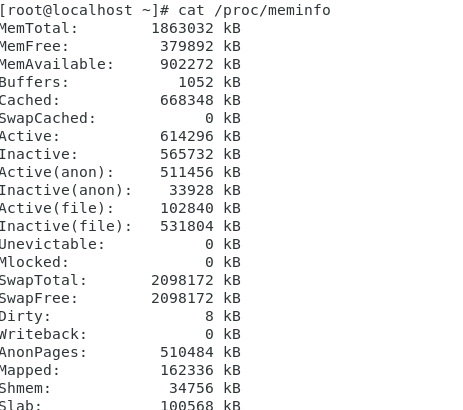 [root@localhost ~]# cat /proc/meminfo
MemTotal:        1863032 kB
MemFree:          379892 kB
MemAvailable:     902272 kB
Buffers:            1052 kB
Cached:           668348 kB
SwapCached:            0 kB
Active:           614296 kB
Inactive:         565732 kB
Active(anon):     511456 kB
Inactive(anon):    33928 kB
Active(file):     102840 kB
Inactive(file):   531804 kB
Unevictable:           0 kB
Mlocked:               0 kB
SwapTotal:       2098172 kB
SwapFree:        2098172 kB
Dirty:                 8 kB
Writeback:             0 kB
AnonPages:        510484 kB
Mapped:           162336 kB
Shmem:             34756 kB
Slab:             100568 kB